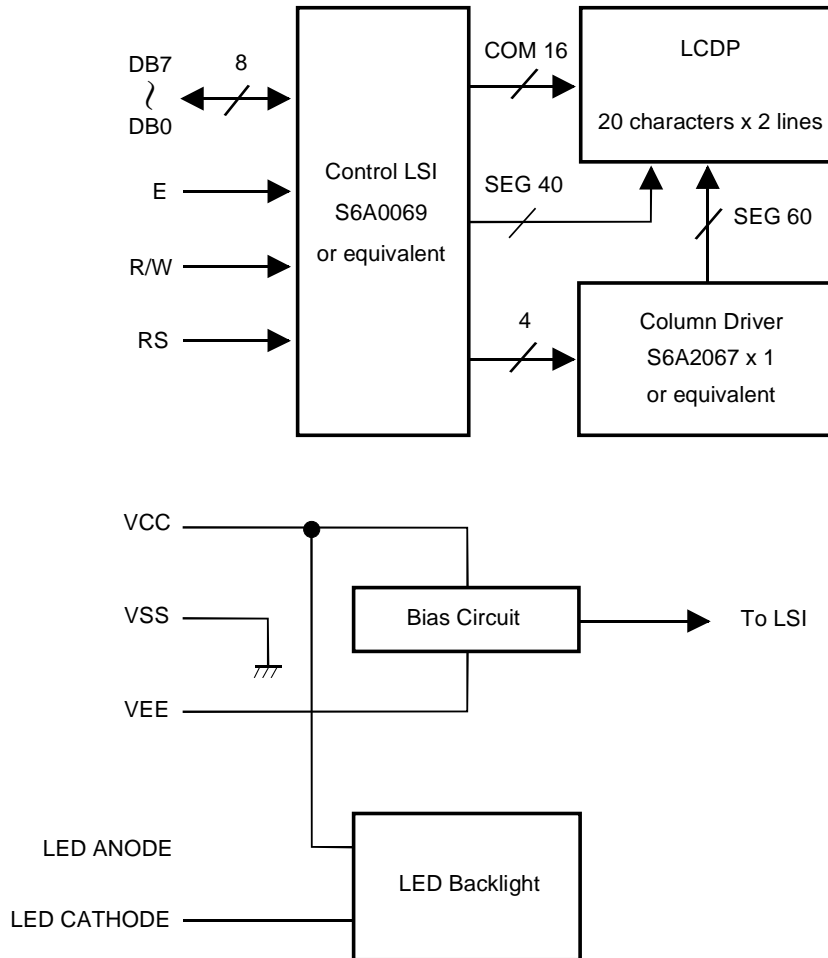 COM 16
LCDP
DB7
8
DB0
20 characters x 2 lines
Control LSI
S6A0069
or equivalent
E
SEG 40
SEG 60
R/W
RS
4
Column Driver
S6A2067 x 1
or equivalent
VCC
VSS
Bias Circuit
To LSI
VEE
LED ANODE
LED Backlight
LED CATHODE